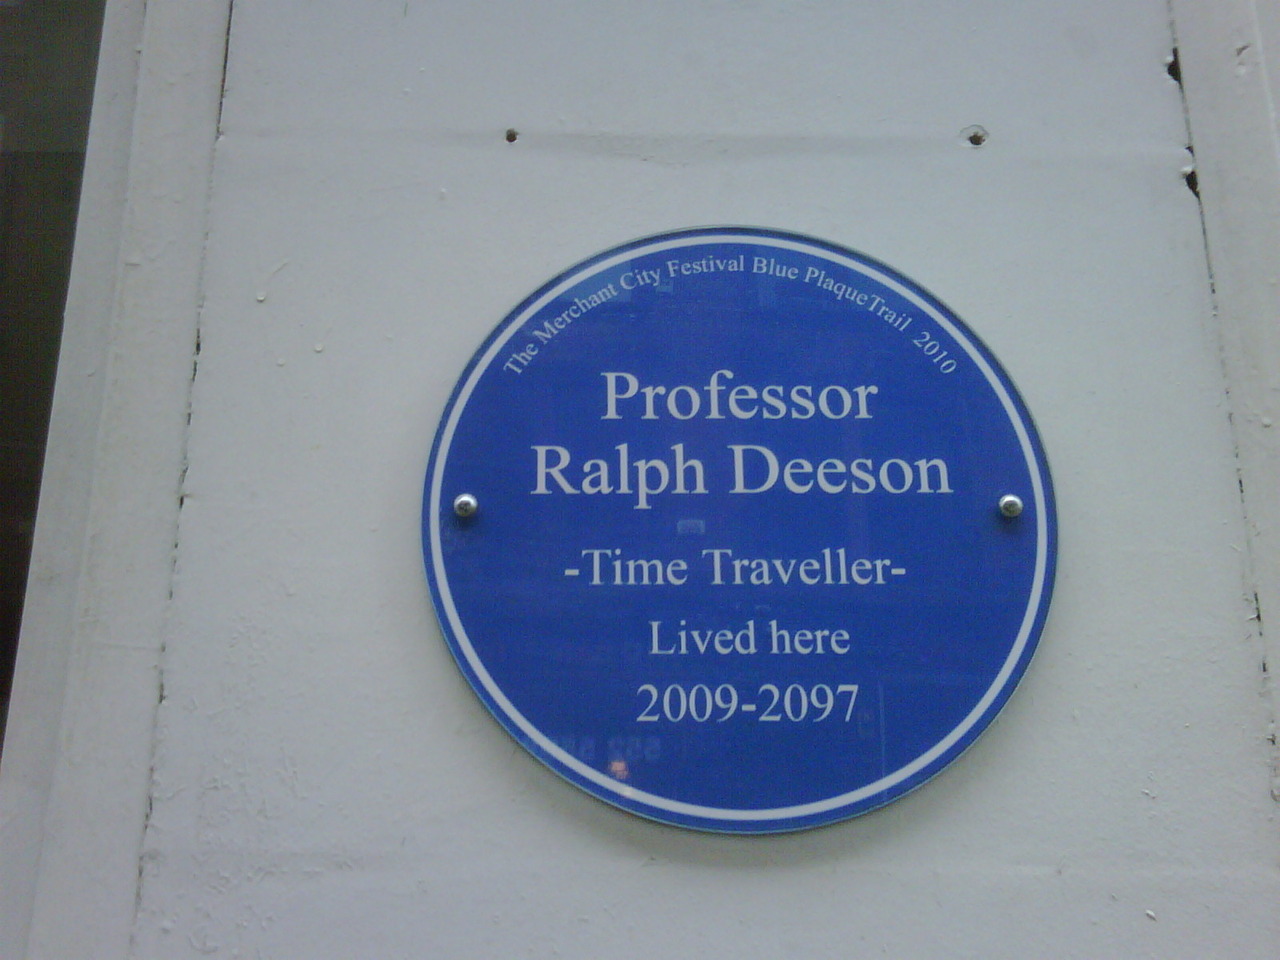 The Merchant City Festival Blue Plaque Trail 2010
Professor
Ralph Deeson
-Time Traveller-
Lived here
2009-2097